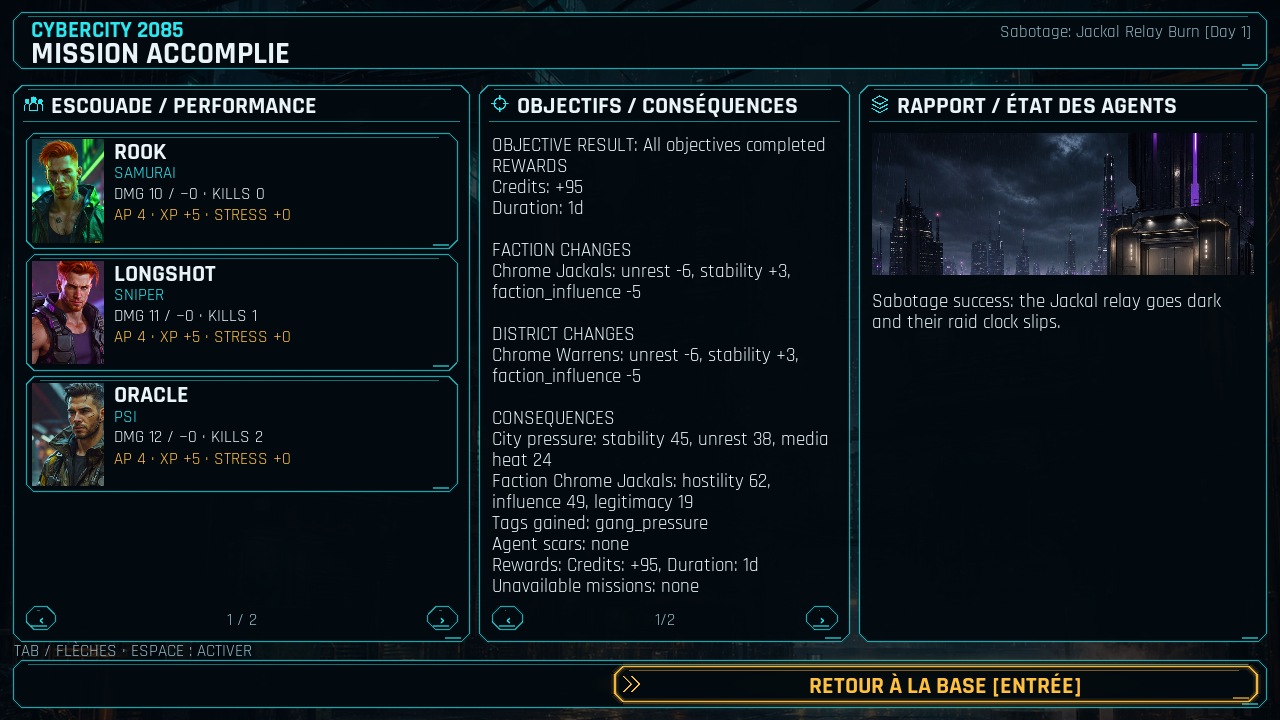 CYBERCITY 2085
MISSION ACCOMPLIE
Sabotage: Jackal Relay Burn [Day 1]
ESCOUADE / PERFORMANCE
ROOK
SAMURAI
DMG 10 / −0 · KILLS 0
AP 4 · XP +5 · STRESS +0
LONGSHOT
SNIPER
DMG 11 / −0 · KILLS 1
AP 4 · XP +5 · STRESS +0
ORACLE
PSI
DMG 12 / −0 · KILLS 2
AP 4 · XP +5 · STRESS +0
‹
1 / 2
›
OBJECTIFS / CONSÉQUENCES
OBJECTIVE RESULT: All objectives completed
REWARDS
Credits: +95
Duration: 1d
FACTION CHANGES
Chrome Jackals: unrest -6, stability +3,
faction_influence -5
DISTRICT CHANGES
Chrome Warrens: unrest -6, stability +3,
faction_influence -5
CONSEQUENCES
City pressure: stability 45, unrest 38, media
heat 24
Faction Chrome Jackals: hostility 62,
influence 49, legitimacy 19
Tags gained: gang_pressure
Agent scars: none
Rewards: Credits: +95, Duration: 1d
Unavailable missions: none
‹
1/2
›
RAPPORT / ÉTAT DES AGENTS
Sabotage success: the Jackal relay goes dark
and their raid clock slips.
TAB / FLÈCHES · ESPACE : ACTIVER
RETOUR À LA BASE [ENTRÉE]